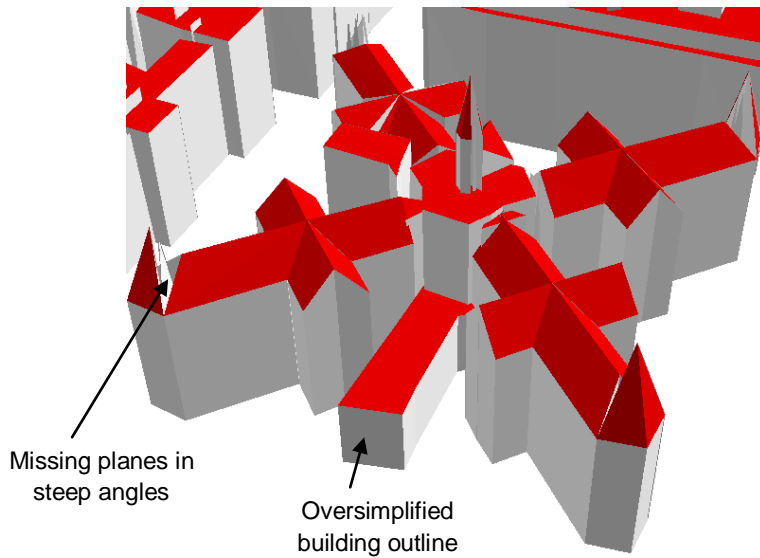 Missing planes in
steep angles
Oversimplified
building outline